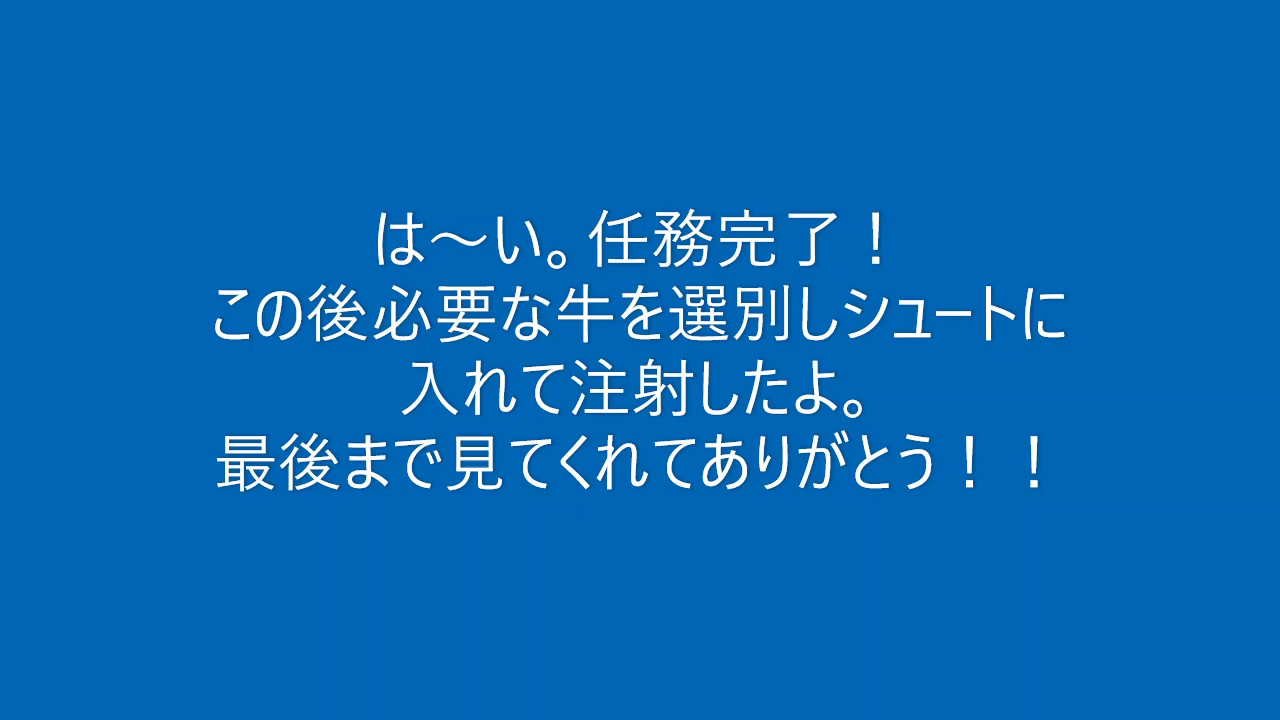 は～い。任務完了！
この後必要な牛を選別しシュートに
入れて注射したよ。
最後まで見てくれてありがとう！！